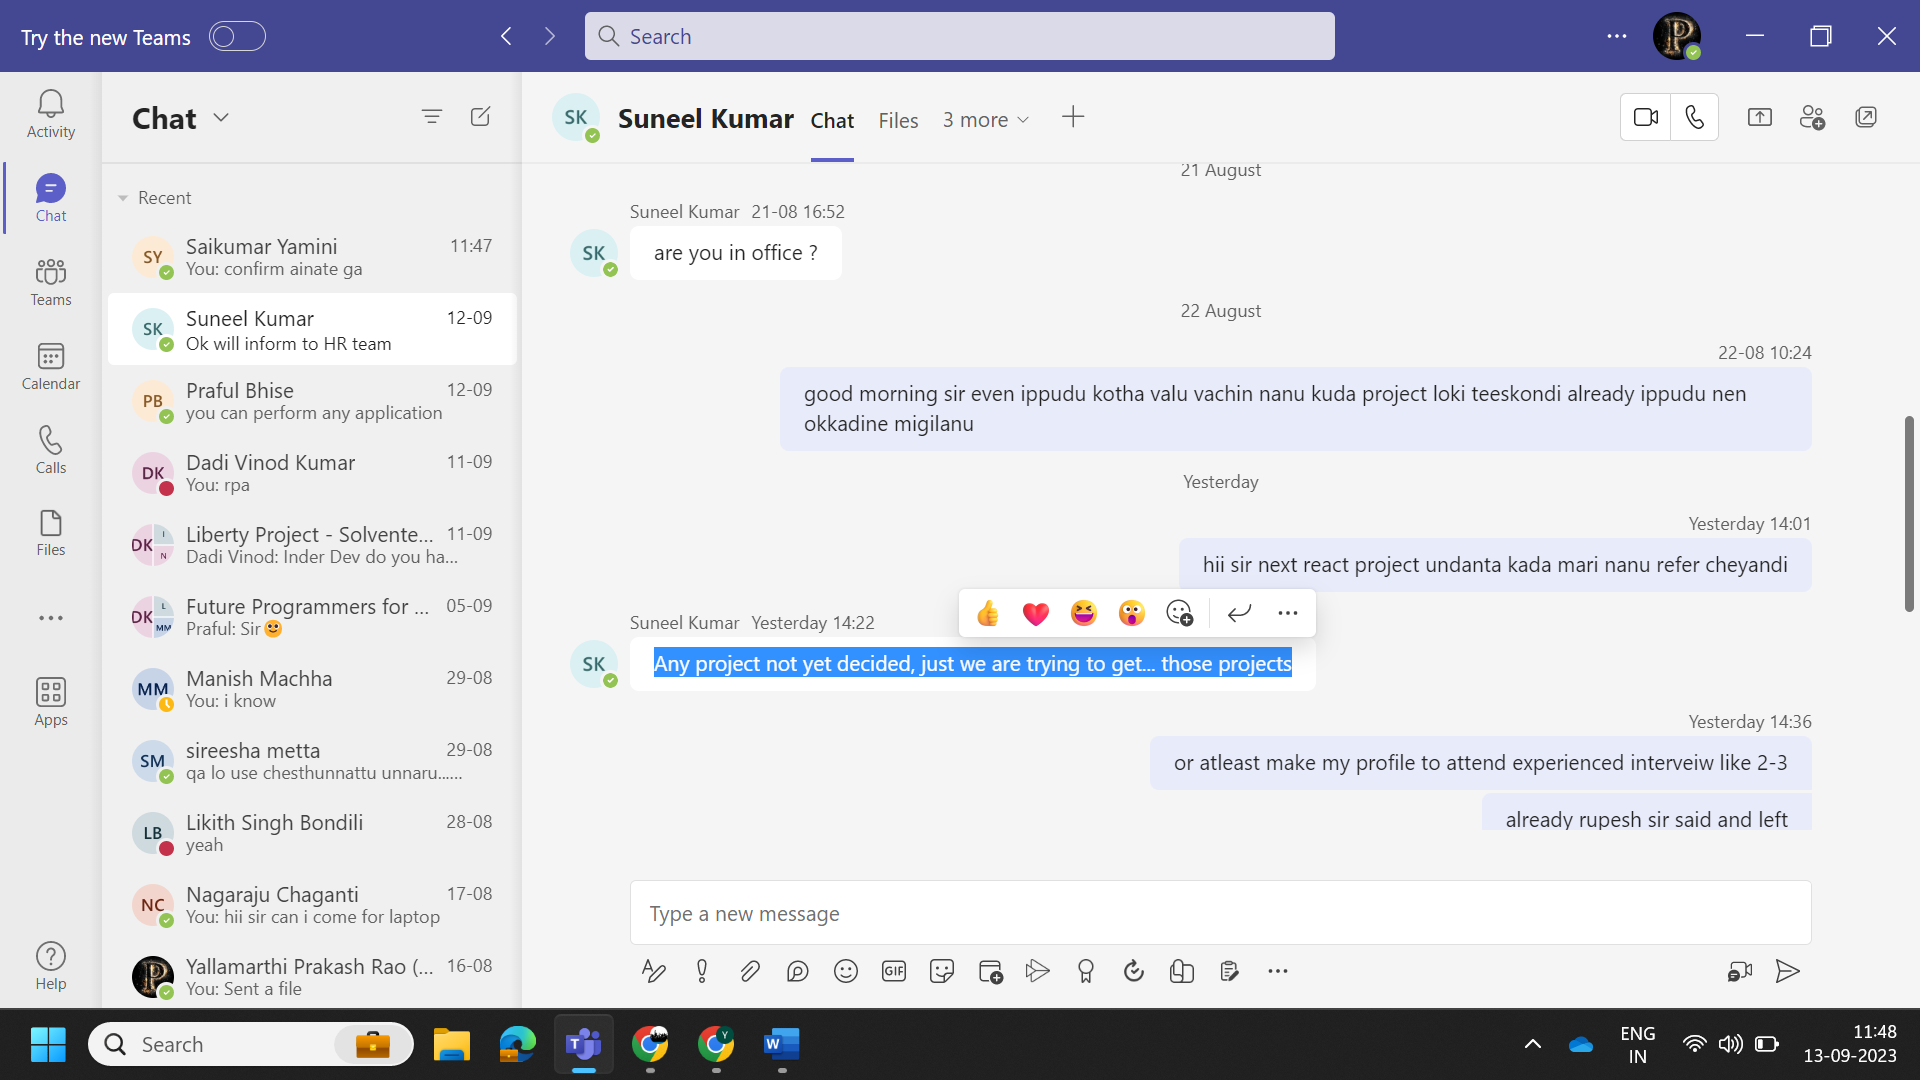 Try the new Teams
Search
Activity
Chat
Teams
Calendar
Calls
Files
Apps
Help
Chat
Recent
SY
Saikumar Yamini 11:47
You: confirm ainate ga
SK
Suneel Kumar 12-09
Ok will inform to HR team
PB
Praful Bhise 12-09
you can perform any application
DK
Dadi Vinod Kumar 11-09
You: rpa
DK I N
Liberty Project - Solvente... 11-09
Dadi Vinod: Inder Dev do you ha...
DK L MM
Future Programmers for ... 05-09
Praful: Sir🙂
MM
Manish Machha 29-08
You: i know
SM
sireesha metta 29-08
qa lo use chesthunnattu unnaru......
LB
Likith Singh Bondili 28-08
yeah
NC
Nagaraju Chaganti 17-08
You: hii sir can i come for laptop
P
Yallamarthi Prakash Rao (... 16-08
You: Sent a file
SK Suneel Kumar Chat Files 3 more
21 August
Suneel Kumar 21-08 16:52
SK are you in office ?
22 August
22-08 10:24
good morning sir even ippudu kotha valu vachin nanu kuda project loki teeskondi already ippudu nen
okkadine migilanu
Yesterday
Yesterday 14:01
hii sir next react project undanta kada mari nanu refer cheyandi
Suneel Kumar Yesterday 14:22
SK Any project not yet decided, just we are trying to get... those projects
Yesterday 14:36
or atleast make my profile to attend experienced interveiw like 2-3
already rupesh sir said and left
Type a new message
GIF
Search
T
Y
W
ENG
IN
11:48
13-09-2023